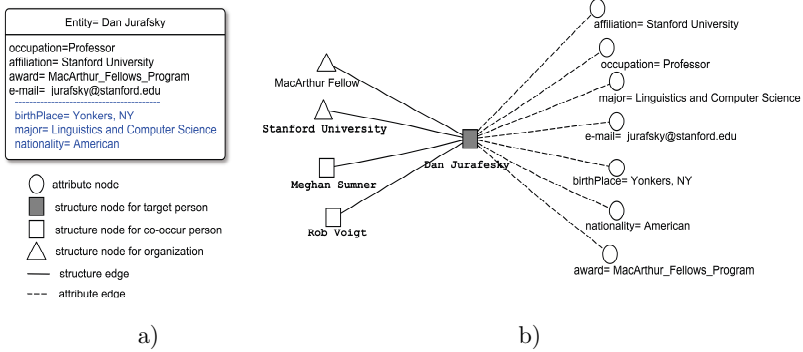 Entity= Dan Jurafsky
occupation=Professor
affiliation= Stanford University
award= MacArthur_Fellows_Program
e-mail= jurafsky@stanford.edu
birthPlace= Yonkers, NY
major= Linguistics and Computer Science
nationality= American
attribute node
structure node for target person
structure node for co-occur person
structure node for organization
structure edge
attribute edge
a)
MacArthur Fellow
Stanford University
Meghan Sumner
Rob Voigt
Dan Jurafesky
affiliation= Stanford University
occupation= Professor
major= Linguistics and Computer Science
e-mail= jurafsky@stanford.edu
birthPlace= Yonkers, NY
nationality= American
award= MacArthur_Fellows_Program
b)